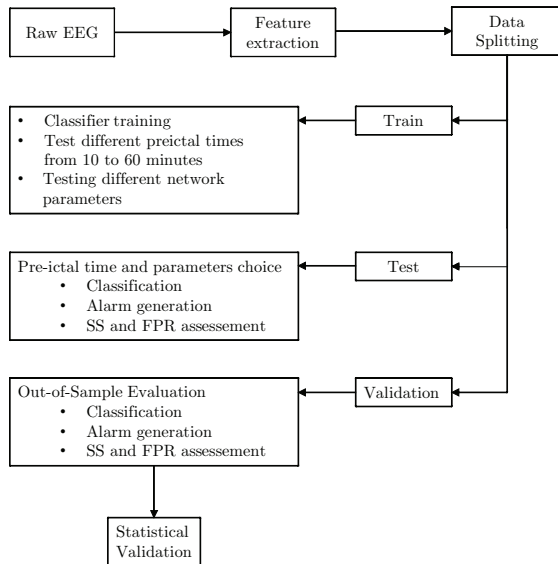 Raw EEG
Feature
extraction
Data
Splitting
• Classifier training
• Test different preictal times
from 10 to 60 minutes
• Testing different network
parameters
Train
Pre-ictal time and parameters choice
• Classification
• Alarm generation
• SS and FPR assessement
Test
Out-of-Sample Evaluation
• Classification
• Alarm generation
• SS and FPR assessement
Validation
Statistical
Validation